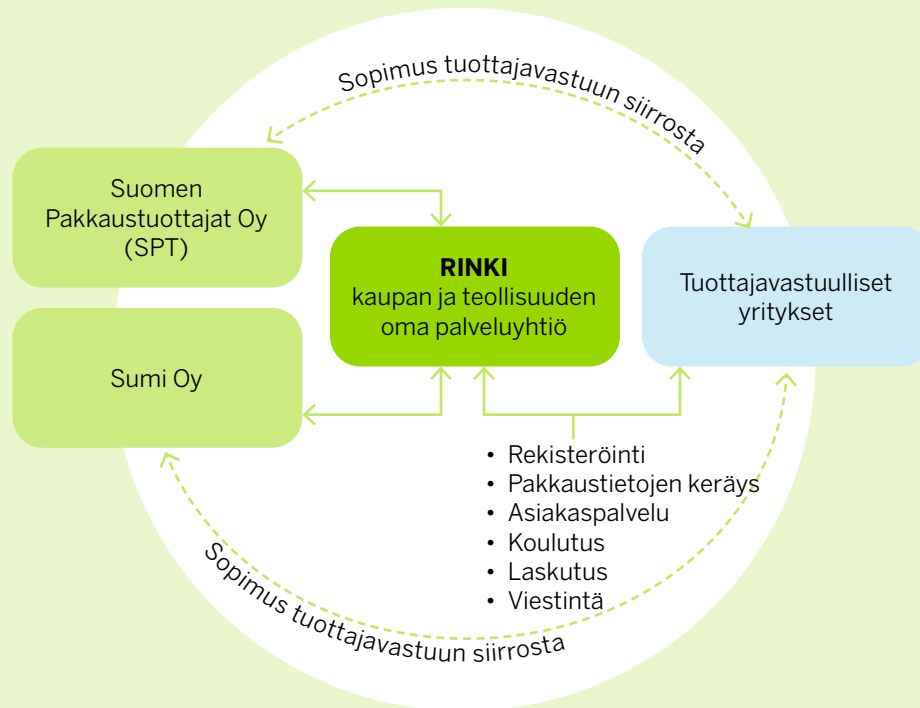 Sopimus tuottajavastuun siirrosta
Suomen
Pakkaustuottajat Oy
(SPT)
RINKI
kaupan ja teollisuuden
oma palveluyhtiö
Tuottajavastuulliset
yritykset
Sumi Oy
• Rekisteröinti
• Pakkaustietojen keräys
• Asiakaspalvelu
• Koulutus
• Laskutus
• Viestintä
Sopimus tuottajavastuun siirrosta